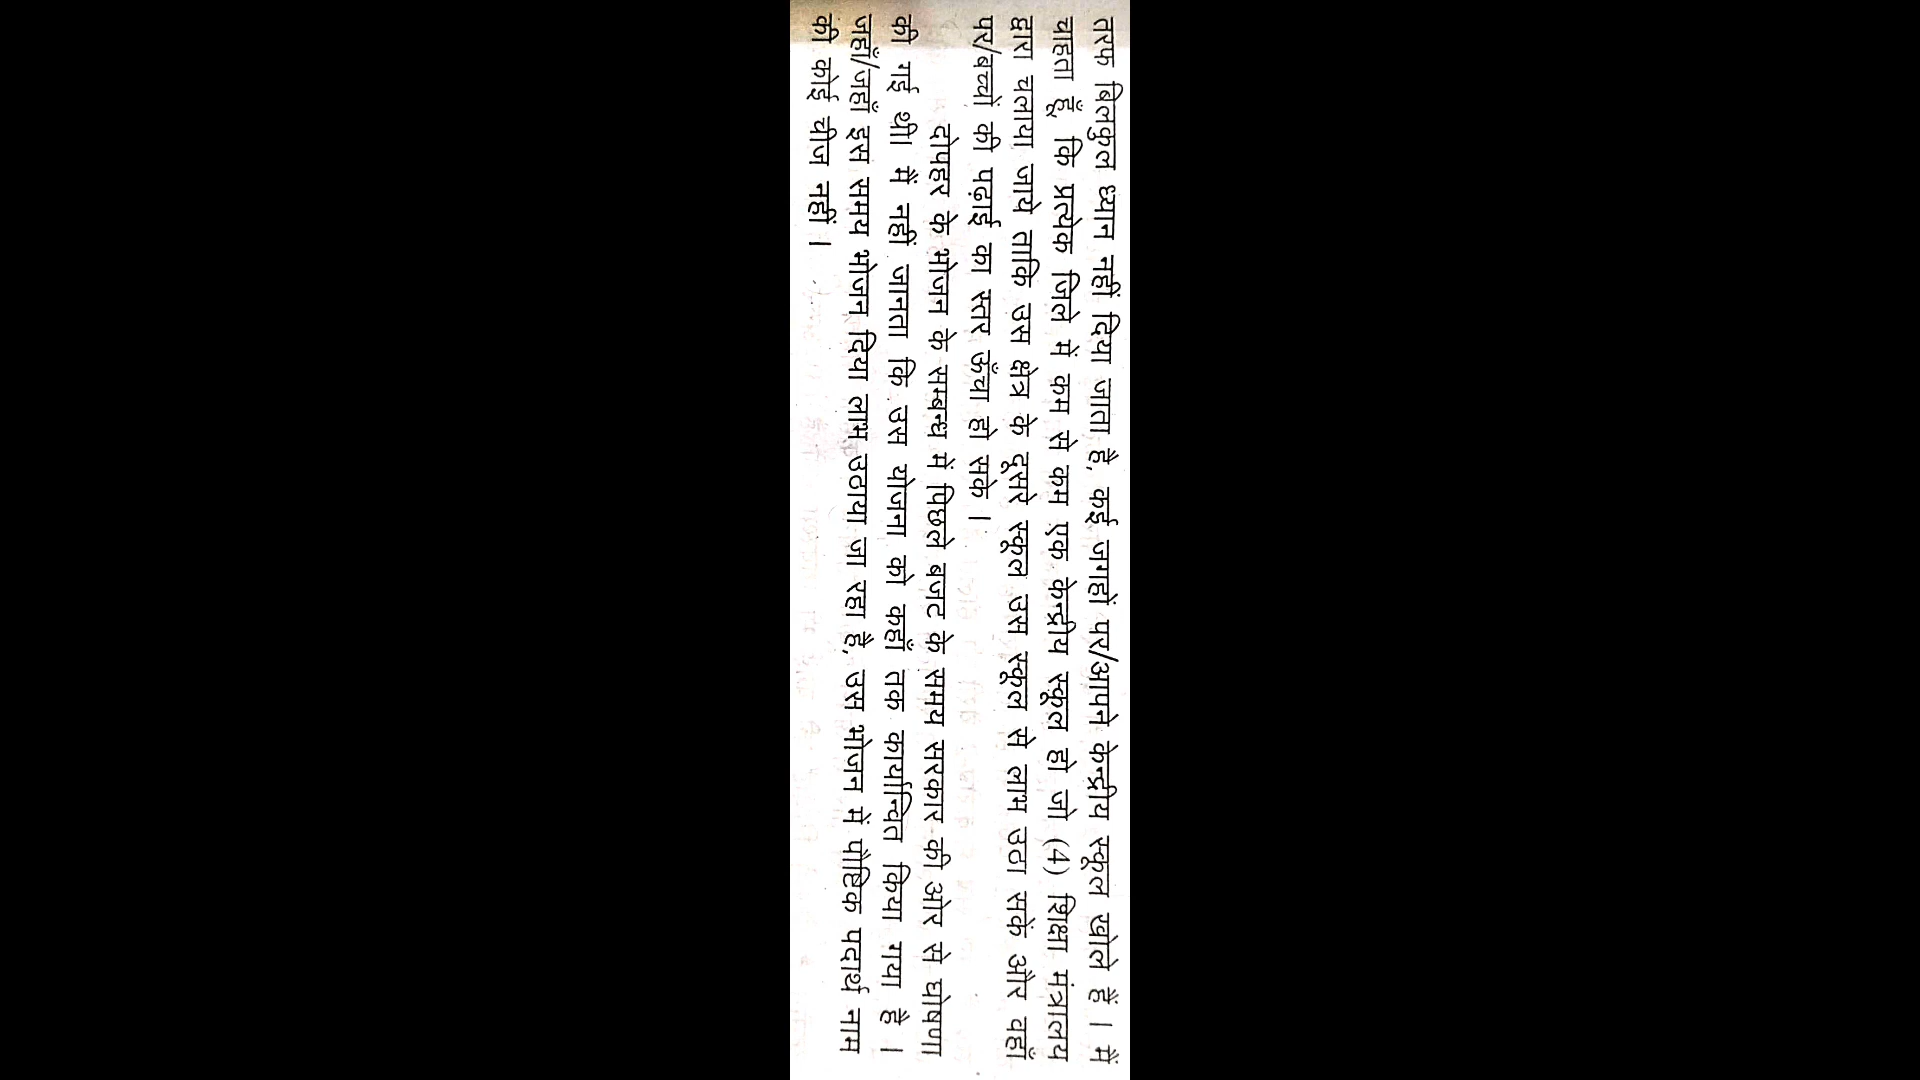 तरफ बिलकुल ध्यान नहीं दिया जाता है, कई जगहों पर/आपने केन्द्रीय स्कूल खोले हैं । मैं
चाहता हूँ कि प्रत्येक जिले में कम से कम एक केन्द्रीय स्कूल हो जो (4) शिक्षा मंत्रालय
द्वारा चलाया जाये ताकि उस क्षेत्र के दूसरे स्कूल उस स्कूल से लाभ उठा सकें और वहाँ
पर/बच्चों की पढ़ाई का स्तर ऊँचा हो सके ।
दोपहर के भोजन के सम्बन्ध में पिछले बजट के समय सरकार की ओर से घोषणा
की गई थी। मैं नहीं जानता कि उस योजना को कहाँ तक कार्यान्वित किया गया है ।
जहाँ/जहाँ इस समय भोजन दिया लाभ उठाया जा रहा है, उस भोजन में पौष्टिक पदार्थ नाम
की कोई चीज नहीं ।